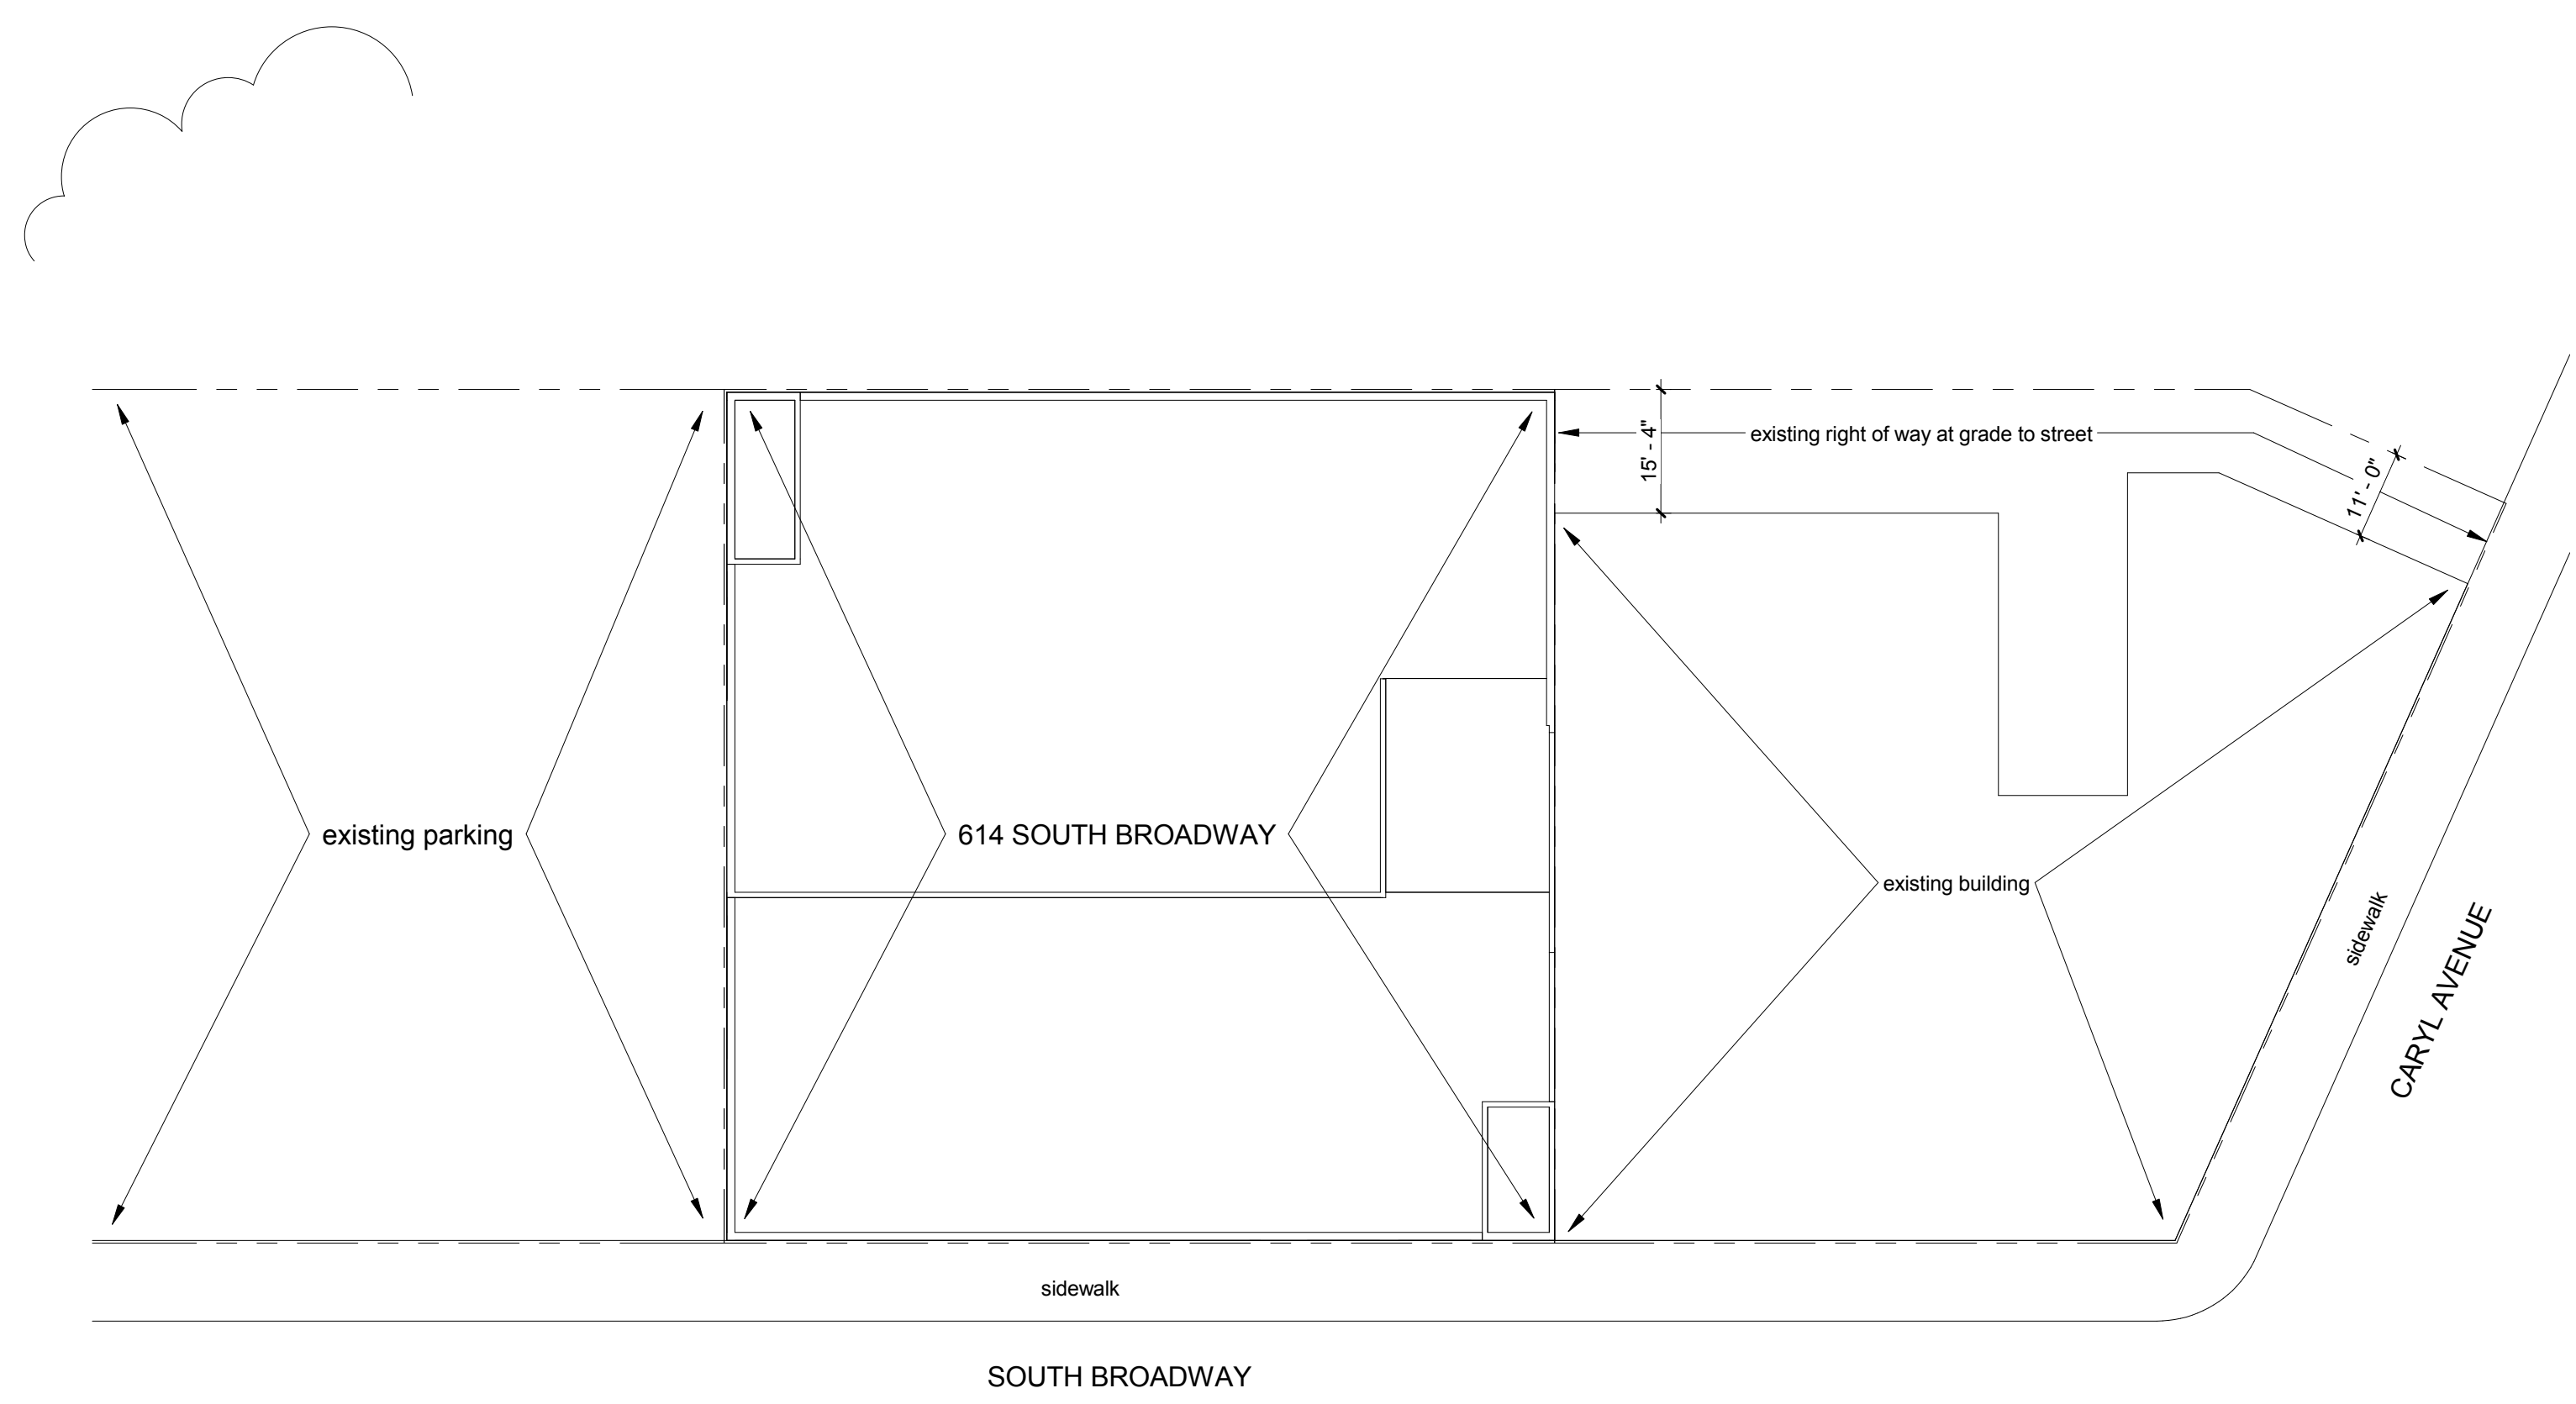 15' - 4"
existing right of way at grade to street
11' - 0"
existing parking
614 SOUTH BROADWAY
existing building
sidewalk
CARYL AVENUE
sidewalk
SOUTH BROADWAY